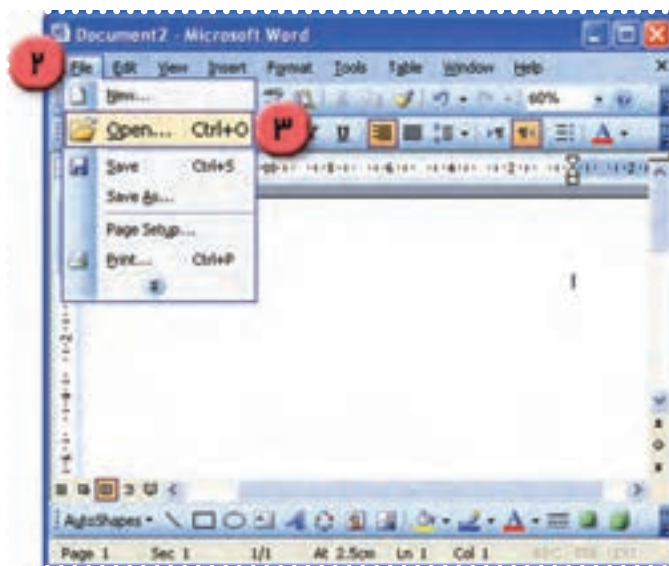 Document2 - Microsoft Word
۲
File Edit View Insert Format Tools Table Window Help
New...
60%
Open... Ctrl+O
۳
U
A
Save Ctrl+S
Save As...
Page Setup...
Print... Ctrl+P
AutoShapes
A
Page 1 Sec 1 1/1 At 2.5cm Ln 1 Col 1